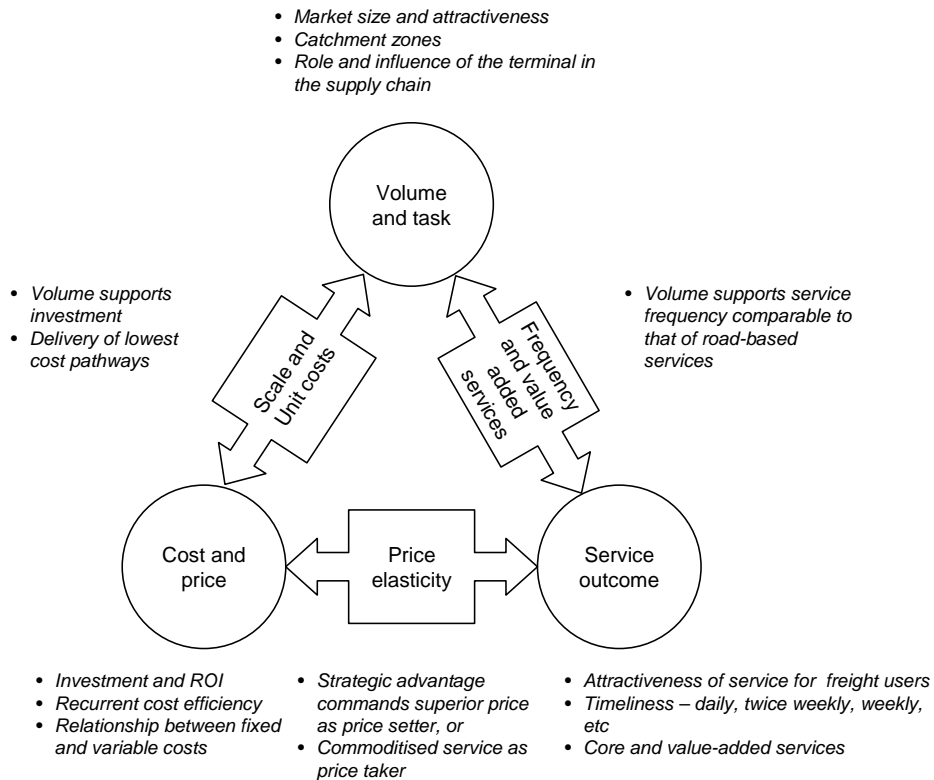 • Market size and attractiveness
• Catchment zones
• Role and influence of the terminal in
the supply chain
Volume
and task
• Volume supports
investment
• Delivery of lowest
cost pathways
Scale and
Unit costs
Frequency
and value
added
services
• Volume supports service
frequency comparable to
that of road-based
services
Cost and
price
Price
elasticity
Service
outcome
• Investment and ROI
• Recurrent cost efficiency
• Relationship between fixed
and variable costs
• Strategic advantage
commands superior price
as price setter, or
• Commoditised service as
price taker
• Attractiveness of service for freight users
• Timeliness – daily, twice weekly, weekly,
etc
• Core and value-added services